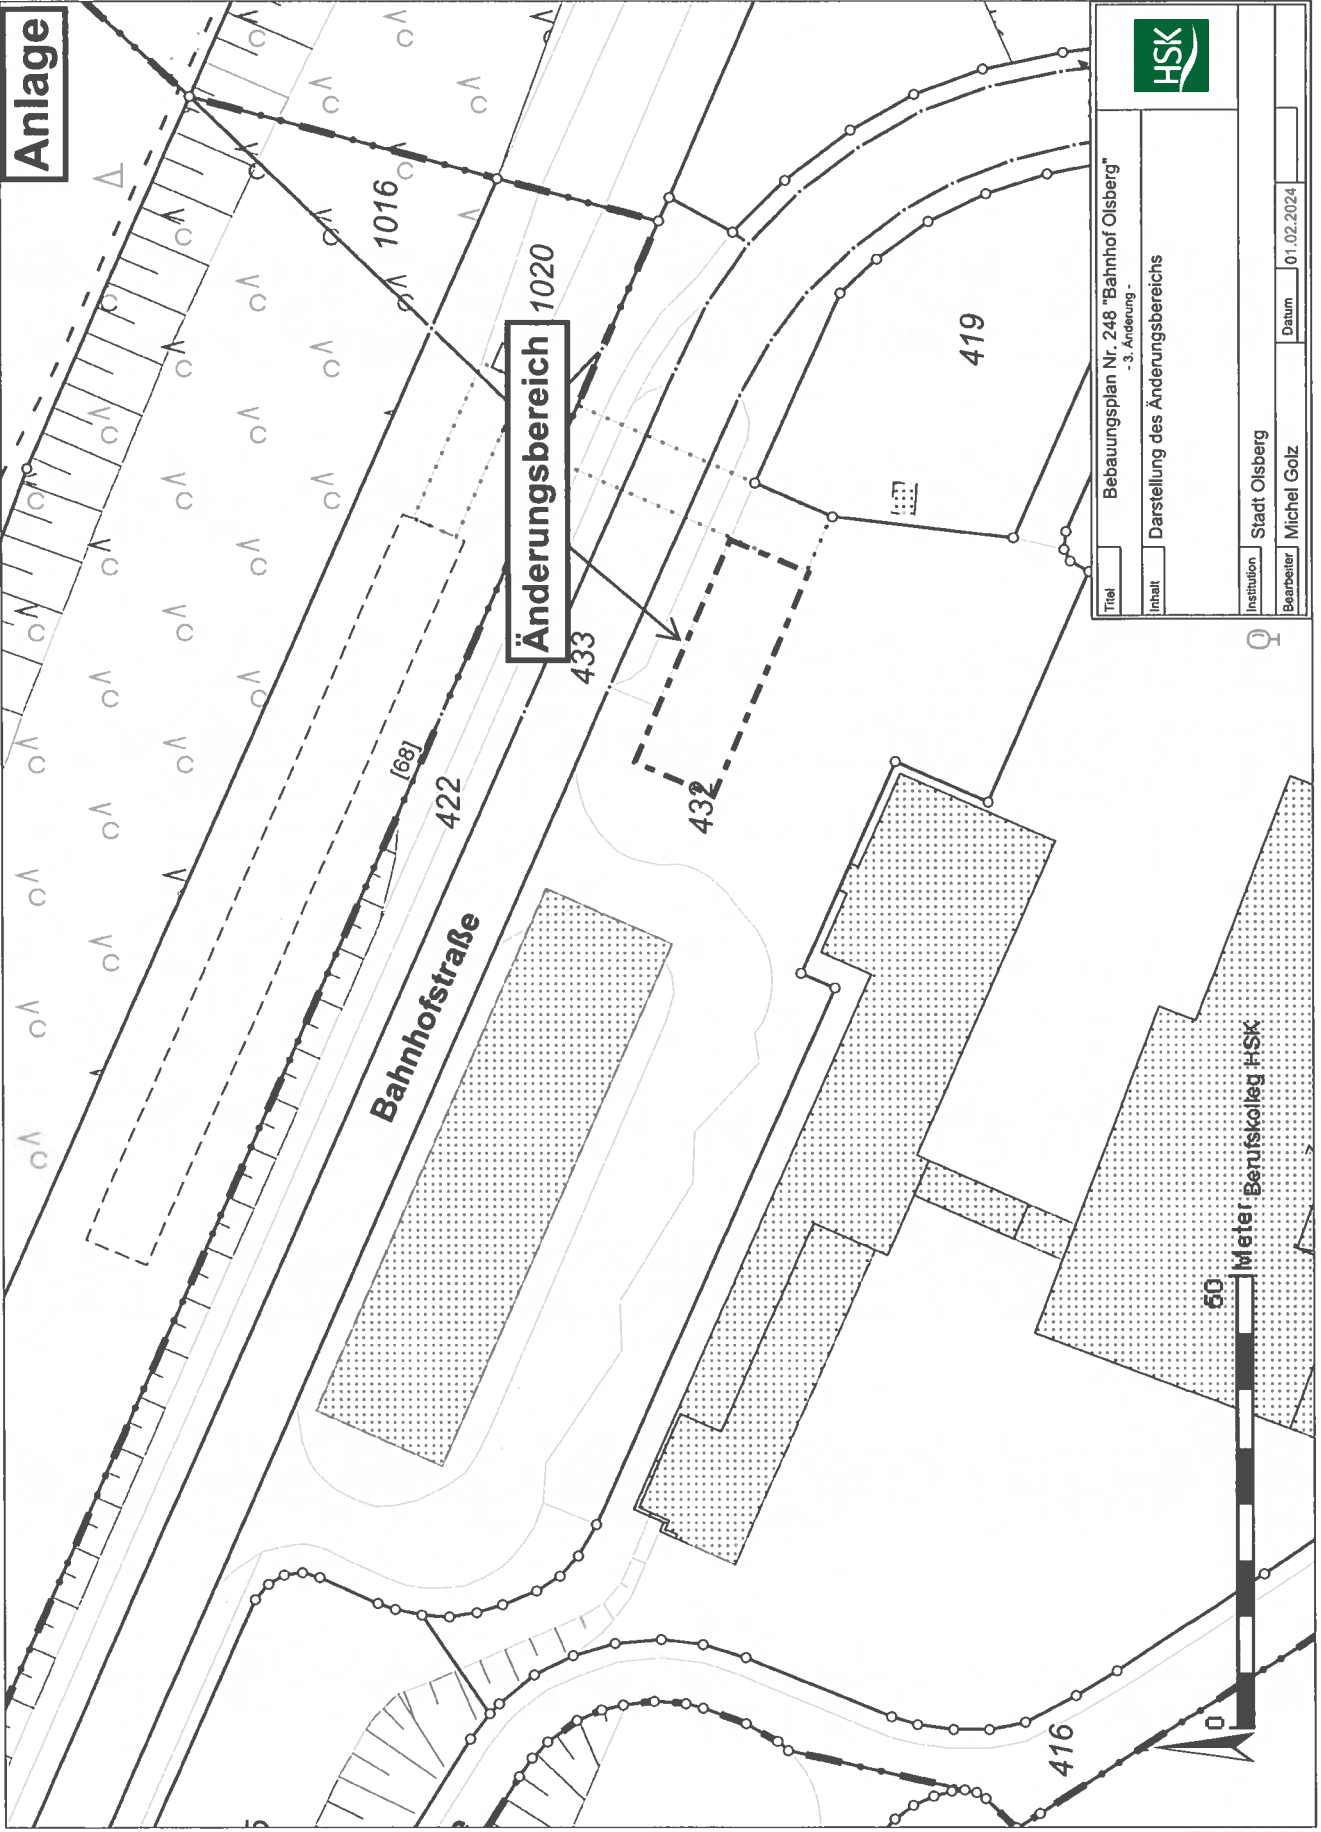 Anlage
1016
1020
Änderungsbereich
433
[68]
422
432
419
Bahnhofstraße
416
0
60
Meter
Berufskolleg HSK
HSK
Titel
Bebauungsplan Nr. 248 "Bahnhof Olsberg"
- 3. Änderung -
Inhalt
Darstellung des Änderungsbereichs
Institution
Stadt Olsberg
Bearbeiter
Michel Golz
Datum
01.02.2024